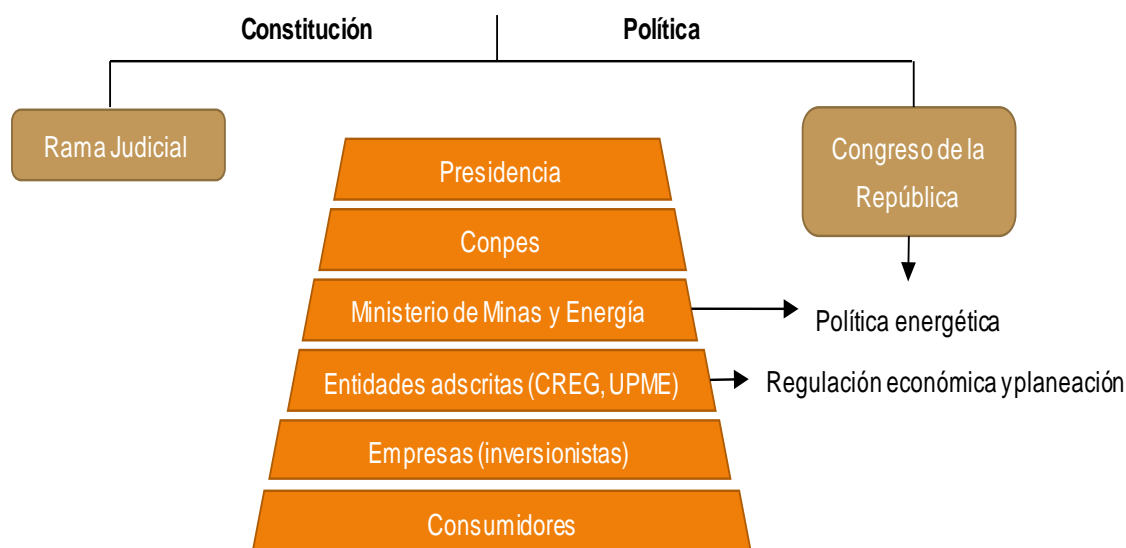 Constitución Política
Rama Judicial
Congreso de la
República
Presidencia
Conpes
Ministerio de Minas y Energía
Política energética
Entidades adscritas (CREG, UPME)
Regulación económica y planeación
Empresas (inversionistas)
Consumidores